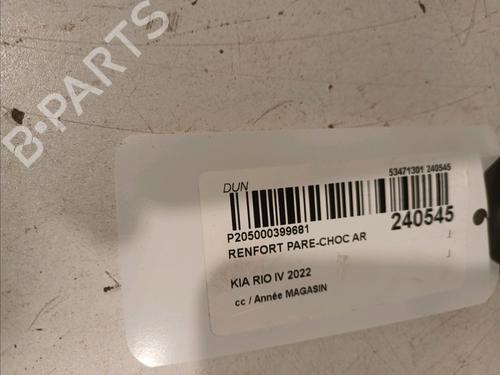 B-PARTS
DUN
53471301 240545
P205000399681
240545
RENFORT PARE-CHOC AR
KIA RIO IV 2022
cc / Année MAGASIN